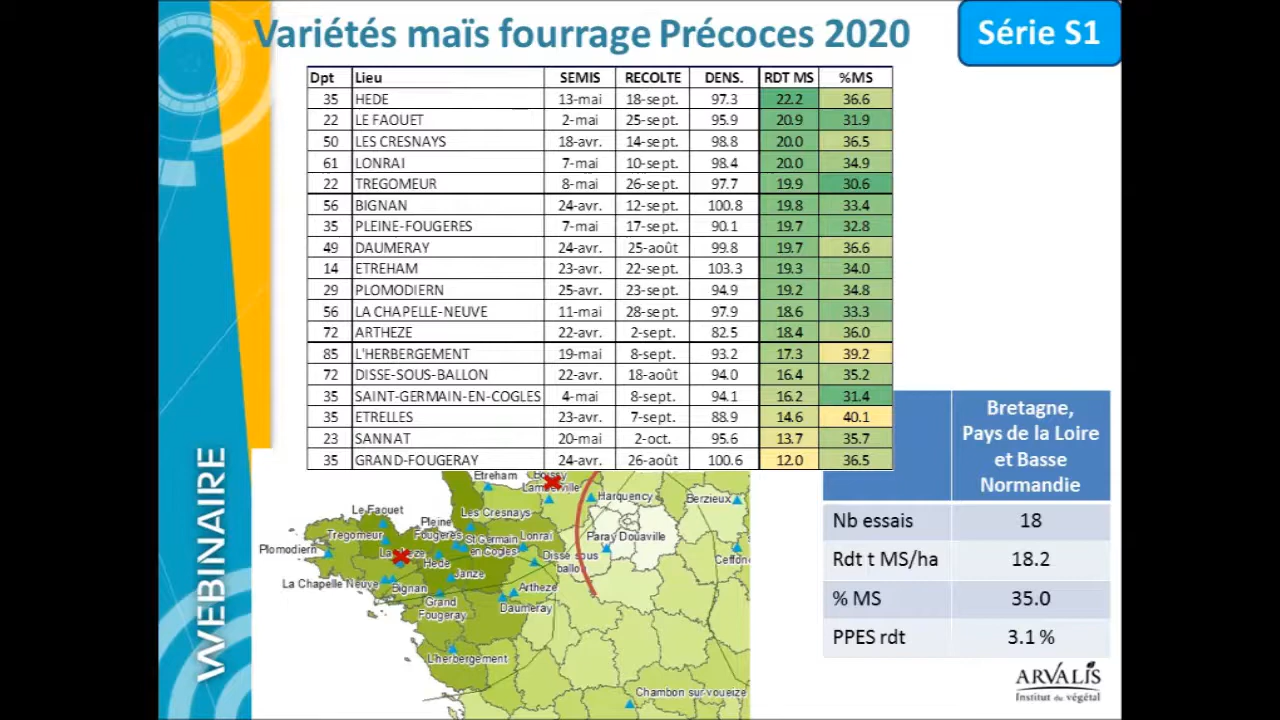 Variétés maïs fourrage Précoces 2020
Série S1
Dpt Lieu SEMIS RECOLTE DENS. RDT MS %MS
35 HEDE 13-mai 18-sept. 97.3 22.2 36.6
22 LE FAOUET 2-mai 25-sept. 95.9 20.9 31.9
50 LES CRESNAYS 18-avr. 14-sept. 98.8 20.0 36.5
61 LONRAI 7-mai 10-sept. 98.4 20.0 34.9
22 TREGOMEUR 8-mai 26-sept. 97.7 19.9 30.6
56 BIGNAN 24-avr. 12-sept. 100.8 19.8 33.4
35 PLEINE-FOUGERES 7-mai 17-sept. 90.1 19.7 32.8
49 DAUMERAY 24-avr. 25-août 99.8 19.7 36.6
14 ETREHAM 23-avr. 22-sept. 103.3 19.3 34.0
29 PLOMODIERN 25-avr. 23-sept. 94.9 19.2 34.8
56 LA CHAPELLE-NEUVE 11-mai 28-sept. 97.9 18.6 33.3
72 ARTHEZE 22-avr. 2-sept. 82.5 18.4 36.0
85 L'HERBERGEMENT 19-mai 8-sept. 93.2 17.3 39.2
72 DISSE-SOUS-BALLON 22-avr. 18-août 94.0 16.4 35.2
35 SAINT-GERMAIN-EN-COGLES 4-mai 8-sept. 94.1 16.2 31.4
35 ETRELLES 23-avr. 7-sept. 88.9 14.6 40.1
23 SANNAT 20-mai 2-oct. 95.6 13.7 35.7
35 GRAND-FOUGERAY 24-avr. 26-août 100.6 12.0 36.5
Bretagne,
Pays de la Loire
et Basse
Normandie
Nb essais 18
Rdt t MS/ha 18.2
% MS 35.0
PPES rdt 3.1 %
WEBINAIRE
Etreham
Harquency
Berzieux
Le Faouet
Les Cresnays
Pleine
Fougeres
Tregomeur
St Germain
en Cogles
Lonrai
Paray Douaville
Plomodiern
Hede
Disse sous
ballo
Ceffon
Janze
La Chapelle Neuve
Bignan
Artheze
Grand
Fougeray
Daumeray
L'herbergement
Chambon sur voueize
ARVALIS
Institut du végétal